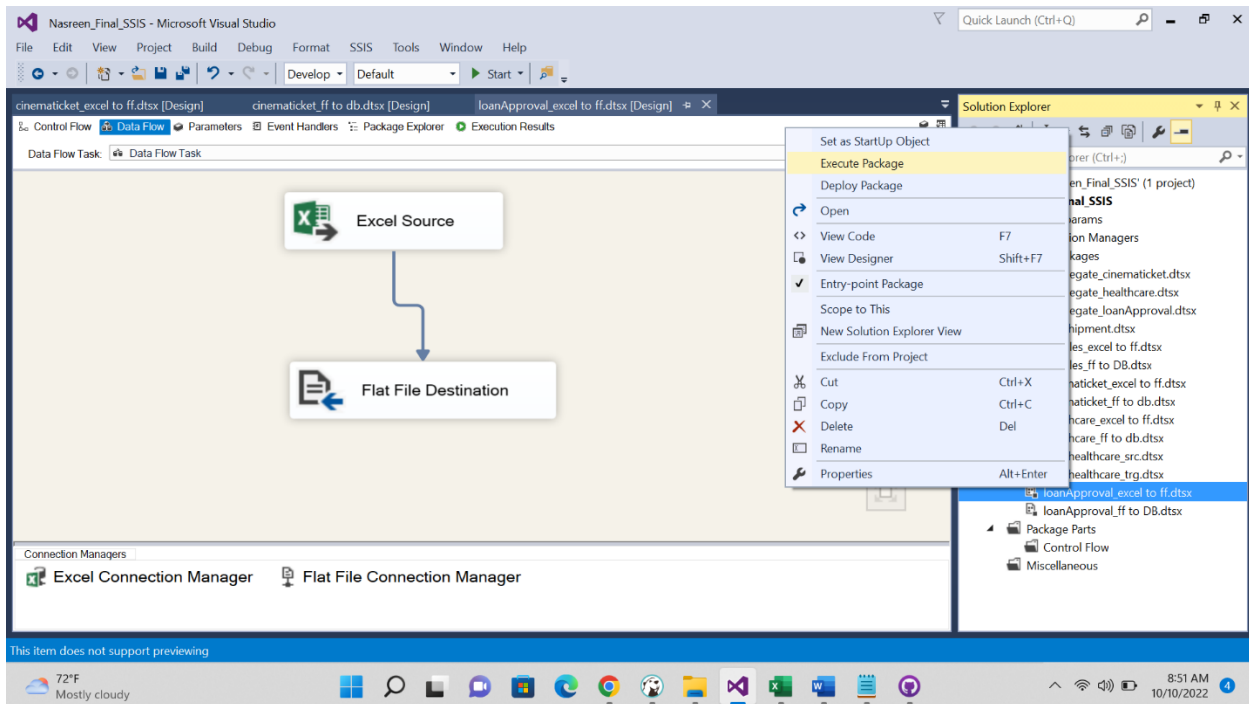 Nasreen_Final_SSIS - Microsoft Visual Studio
Quick Launch (Ctrl+Q)
File Edit View Project Build Debug Format SSIS Tools Window Help
Develop Default Start
cinematicket_excel to ff.dtsx [Design] cinematicket_ff to db.dtsx [Design] loanApproval_excel to ff.dtsx [Design]
Control Flow Data Flow Parameters Event Handlers Package Explorer Execution Results
Data Flow Task: Data Flow Task
Excel Source
Flat File Destination
Connection Managers
Excel Connection Manager Flat File Connection Manager
Set as StartUp Object
Execute Package
Deploy Package
Open
View Code F7
View Designer Shift+F7
Entry-point Package
Scope to This
New Solution Explorer View
Exclude From Project
Cut Ctrl+X
Copy Ctrl+C
Delete Del
Rename
Properties Alt+Enter
Solution Explorer
orer (Ctrl+;)
en_Final_SSIS' (1 project)
nal_SSIS
arams
ion Managers
kages
egate_cinematicket.dtsx
egate_healthcare.dtsx
egate_loanApproval.dtsx
hipment.dtsx
les_excel to ff.dtsx
les_ff to DB.dtsx
naticket_excel to ff.dtsx
naticket_ff to db.dtsx
hcare_excel to ff.dtsx
hcare_ff to db.dtsx
healthcare_src.dtsx
healthcare_trg.dtsx
loanApproval_excel to ff.dtsx
loanApproval_ff to DB.dtsx
Package Parts
Control Flow
Miscellaneous
This item does not support previewing
72°F
Mostly cloudy
8:51 AM
10/10/2022
4